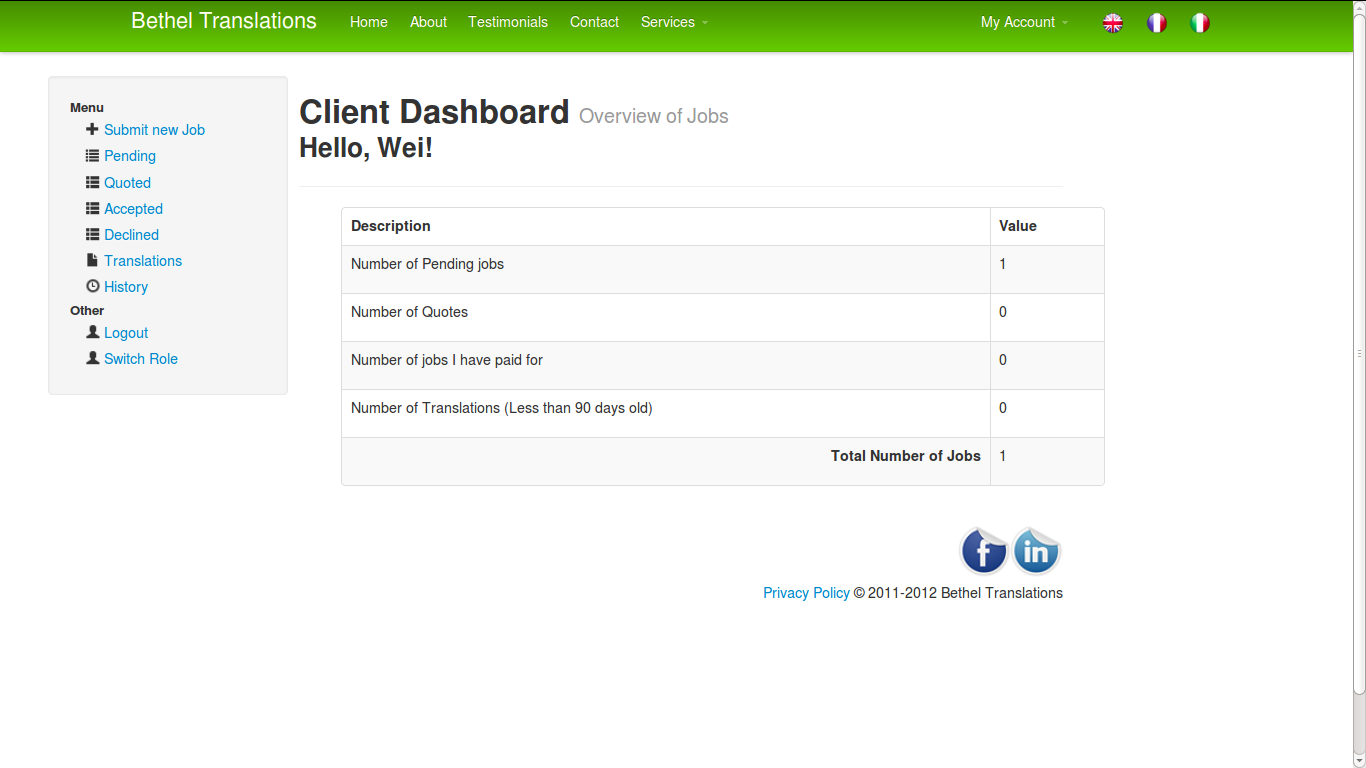 Bethel Translations Home About Testimonials Contact Services My Account
Menu
Submit new Job
Pending
Quoted
Accepted
Declined
Translations
History
Other
Logout
Switch Role
Client Dashboard Overview of Jobs
Hello, Wei!
Description Value
Number of Pending jobs 1
Number of Quotes 0
Number of jobs I have paid for 0
Number of Translations (Less than 90 days old) 0
Total Number of Jobs 1
f in
Privacy Policy © 2011-2012 Bethel Translations